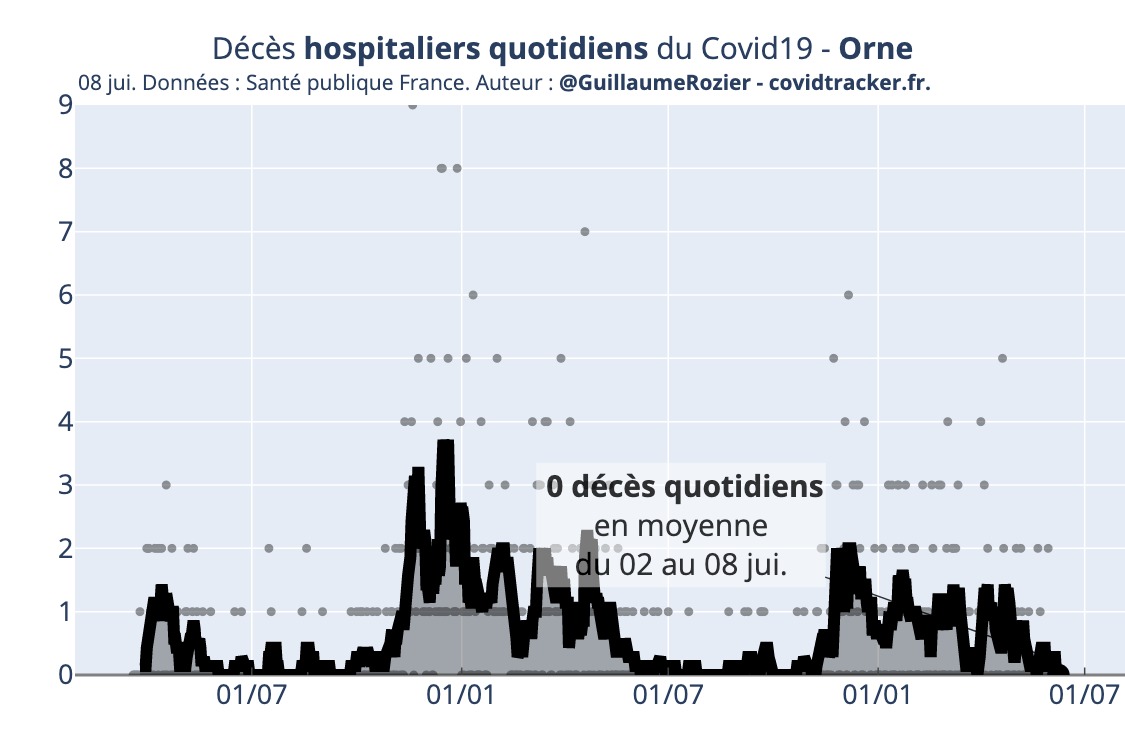 Décès hospitaliers quotidiens du Covid19 - Orne
08 jui. Données : Santé publique France. Auteur : @GuillaumeRozier - covidtracker.fr.
9
8
7
6
5
4
3
2
1
0
0 décès quotidiens
en moyenne
du 02 au 08 jui.
01/07 01/01 01/07 01/01 01/07